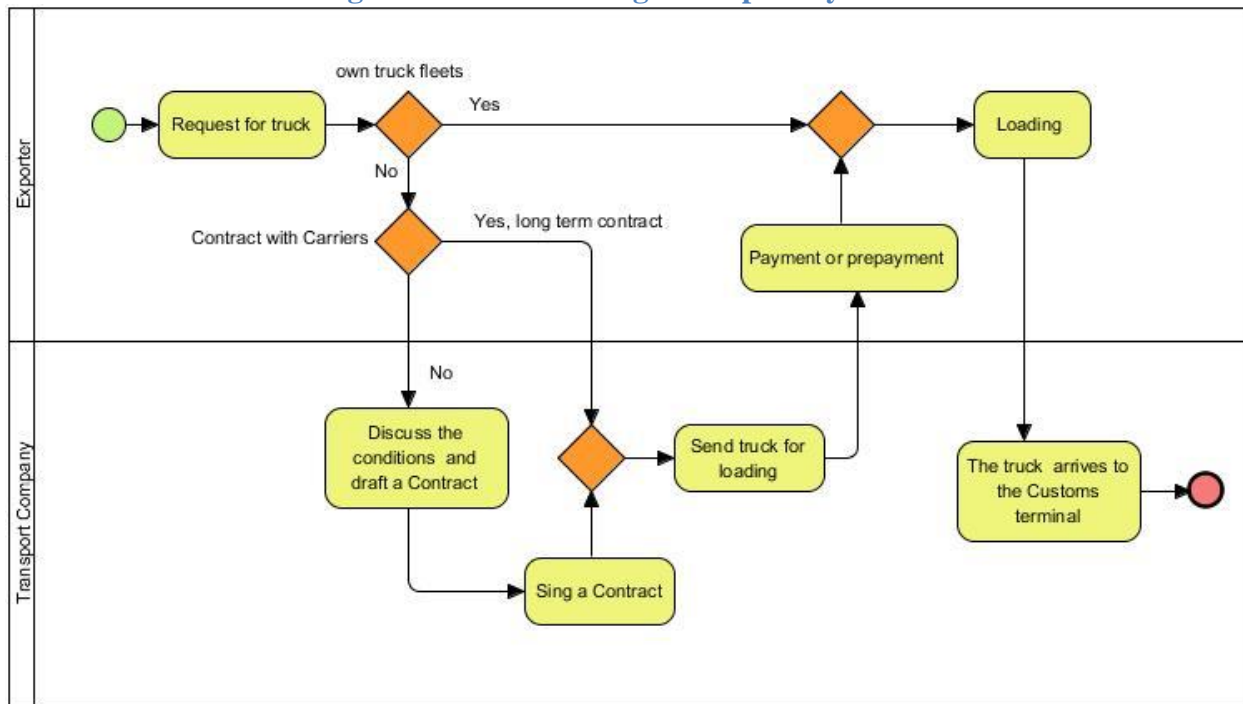 own truck fleets
Request for truck
Yes
Loading
No
Exporter
Contract with Carriers
Yes, long term contract
Payment or prepayment
No
Discuss the
conditions and
draft a Contract
Send truck for
loading
The truck arrives to
the Customs
terminal
Transport Company
Sing a Contract